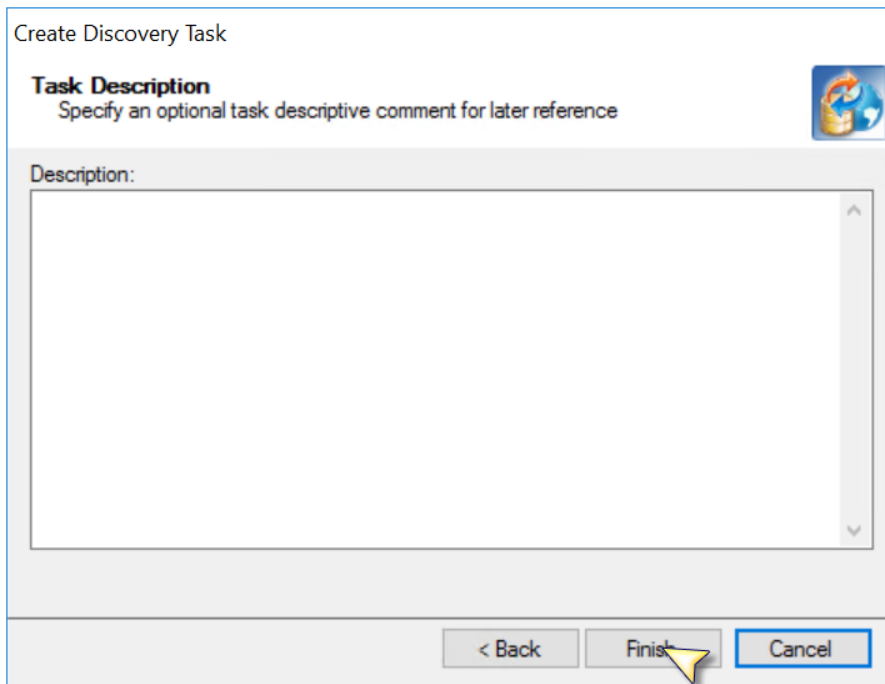 Create Discovery Task
Task Description
Specify an optional task descriptive comment for later reference
Description:
< Back
Finish
Cancel